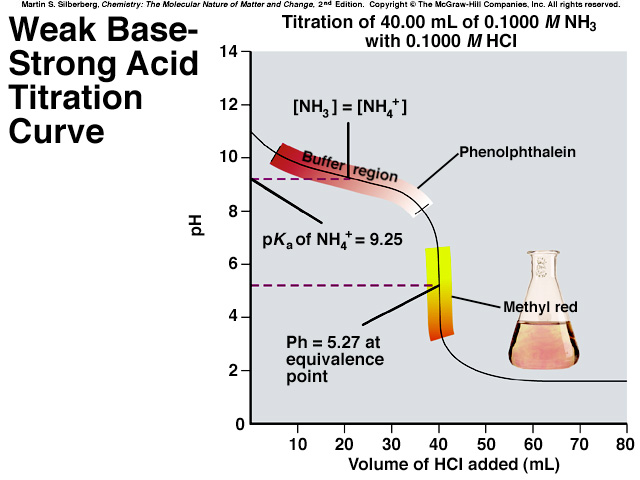 Martin S. Silberberg, Chemistry: The Molecular Nature of Matter and Change, 2nd Edition. Copyright © The McGraw-Hill Companies, Inc. All rights reserved.
Weak Base-
Strong Acid
Titration
Curve
Titration of 40.00 mL of 0.1000 M NH3
with 0.1000 M HCl
14
12
10
8
6
4
2
0
pH
[NH3] = [NH4+]
Buffer region
Phenolphthalein
pKa of NH4+ = 9.25
Methyl red
Ph = 5.27 at
equivalence
point
10 20 30 40 50 60 70 80
Volume of HCl added (mL)